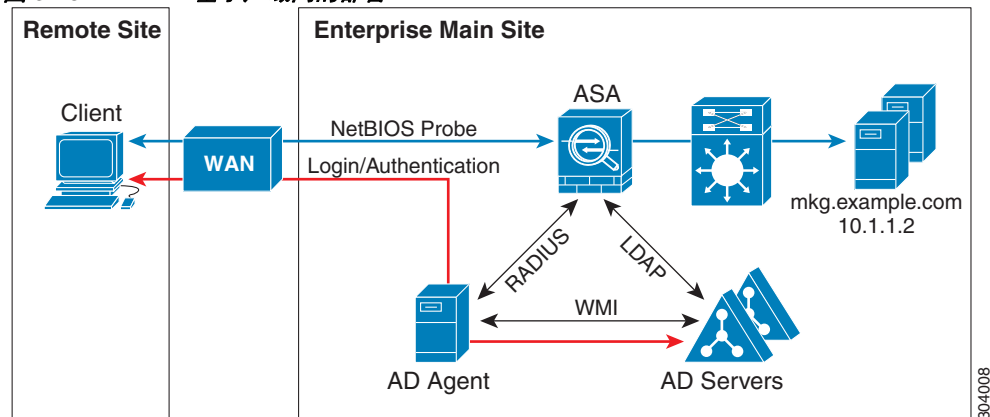 Remote Site
Enterprise Main Site
Client
ASA
NetBIOS Probe
WAN
Login/Authentication
mkg.example.com
10.1.1.2
RADIUS
LDAP
WMI
AD Agent
AD Servers
304008